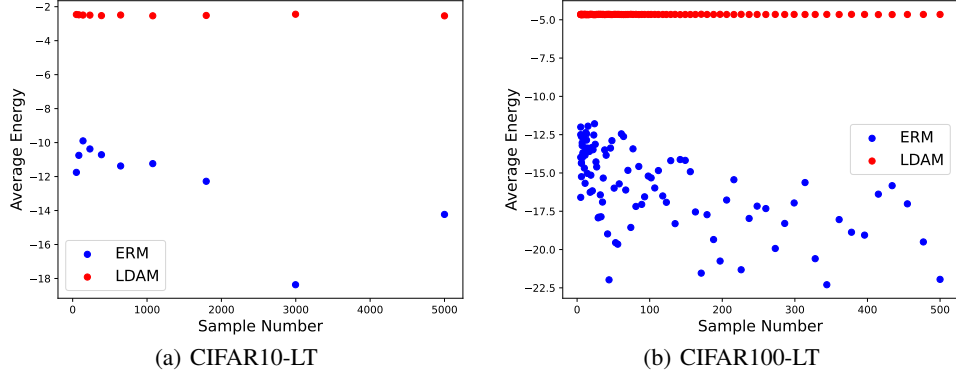 −2
−4
−6
−8
−10
−12
−14
−16
−18
Average Energy
ERM
LDAM
0 1000 2000 3000 4000 5000
Sample Number
(a) CIFAR10-LT
−5.0
−7.5
−10.0
−12.5
−15.0
−17.5
−20.0
−22.5
Average Energy
ERM
LDAM
0 100 200 300 400 500
Sample Number
(b) CIFAR100-LT